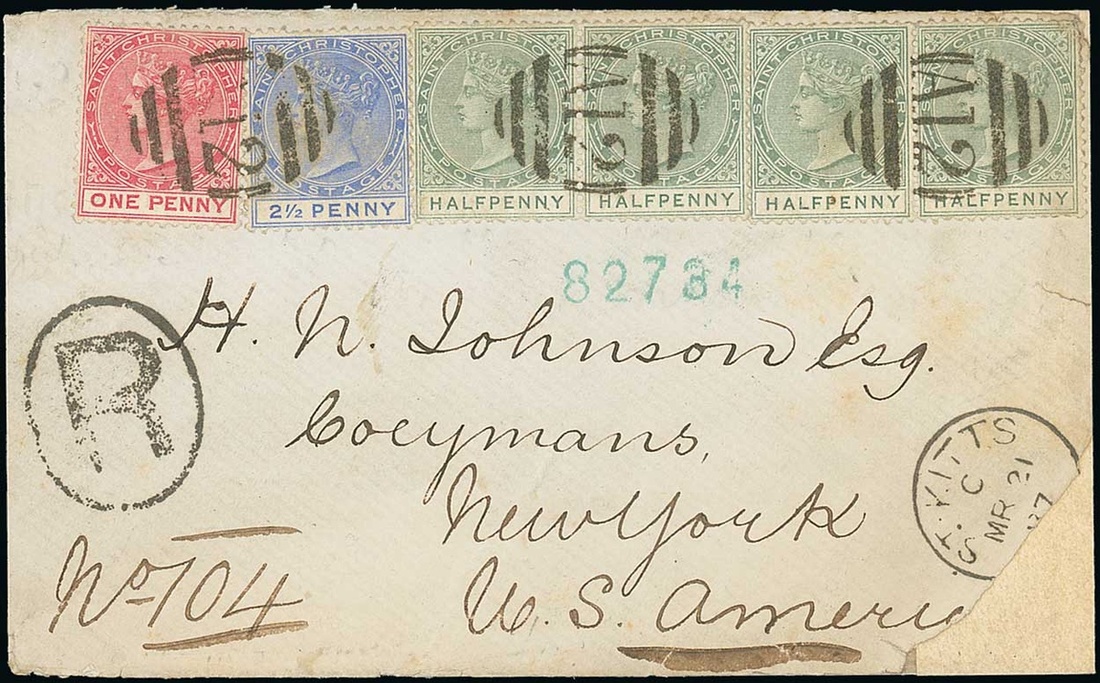 SAINT CHRISTOPHER
POSTAGE
ONE PENNY
SAINT CHRISTOPHER
POSTAGE
2½ PENNY
SAINT CHRISTOPHER
POSTAGE
HALFPENNY
SAINT CHRISTOPHER
POSTAGE
HALFPENNY
SAINT CHRISTOPHER
POSTAGE
HALFPENNY
SAINT CHRISTOPHER
POSTAGE
HALFPENNY
A12
A12
A12
82784
R
H. N. Johnson Esq.
Coeymans,
New York
U. S. Ameri
No 104
ST. KITTS
C
MR 21
87